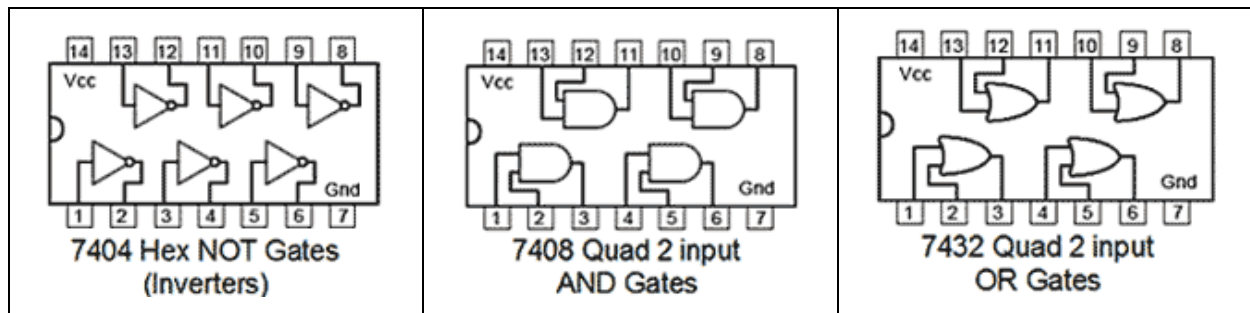 14 13 12 11 10 9 8
Vcc
Gnd
1 2 3 4 5 6 7
7404 Hex NOT Gates
(Inverters)
14 13 12 11 10 9 8
Vcc
Gnd
1 2 3 4 5 6 7
7408 Quad 2 input
AND Gates
14 13 12 11 10 9 8
Vcc
Gnd
1 2 3 4 5 6 7
7432 Quad 2 input
OR Gates